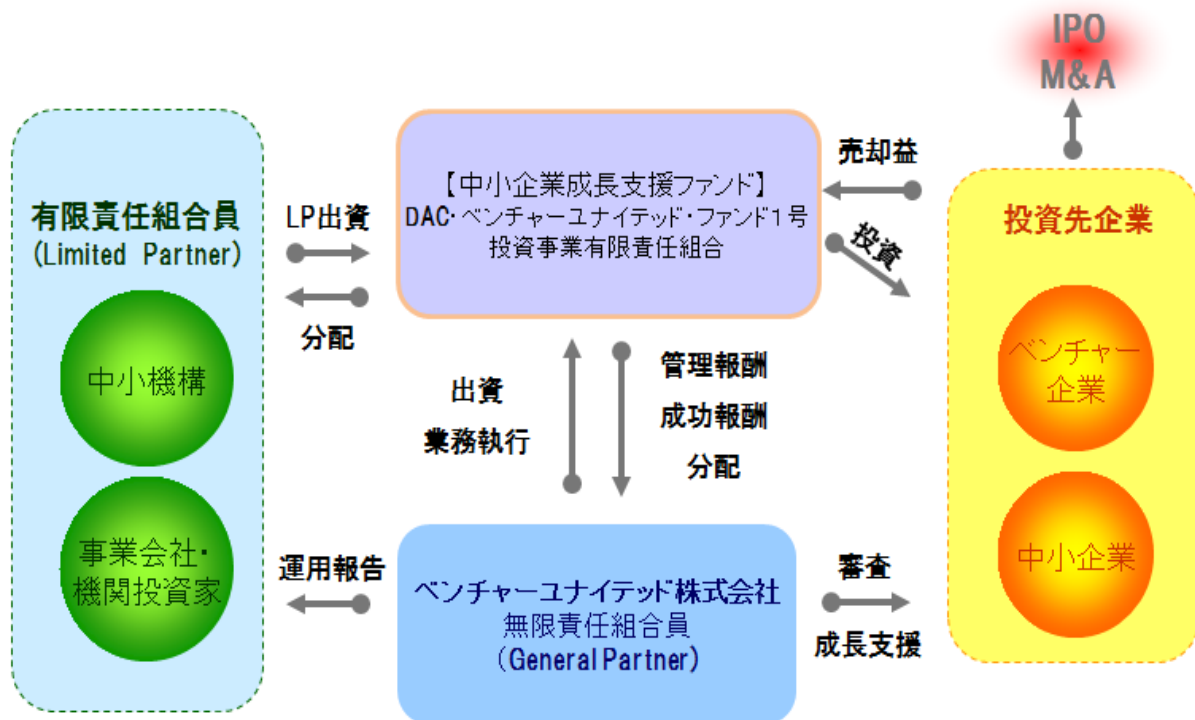 IPO
M&A
有限責任組合員
(Limited Partner)
中小機構
事業会社・
機関投資家
LP出資
分配
【中小企業成長支援ファンド】
DAC・ベンチャーユナイテッド・ファンド1号
投資事業有限責任組合
売却益
投資
出資
業務執行
管理報酬
成功報酬
分配
運用報告
ベンチャーユナイテッド株式会社
無限責任組合員
(General Partner)
審査
成長支援
投資先企業
ベンチャー
企業
中小企業